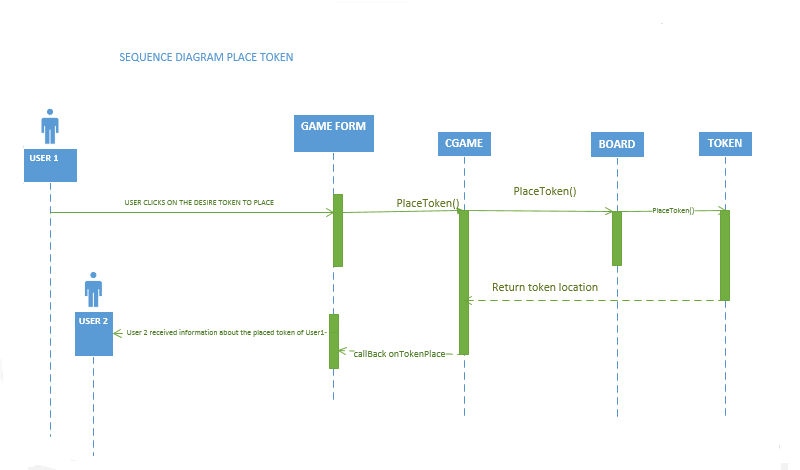 SEQUENCE DIAGRAM PLACE TOKEN
GAME FORM
CGAME
BOARD
TOKEN
USER 1
USER CLICKS ON THE DESIRE TOKEN TO PLACE
PlaceToken()
PlaceToken()
PlaceToken()
Return token location
USER 2
User 2 received information about the placed token of User1-
callBack onTokenPlace